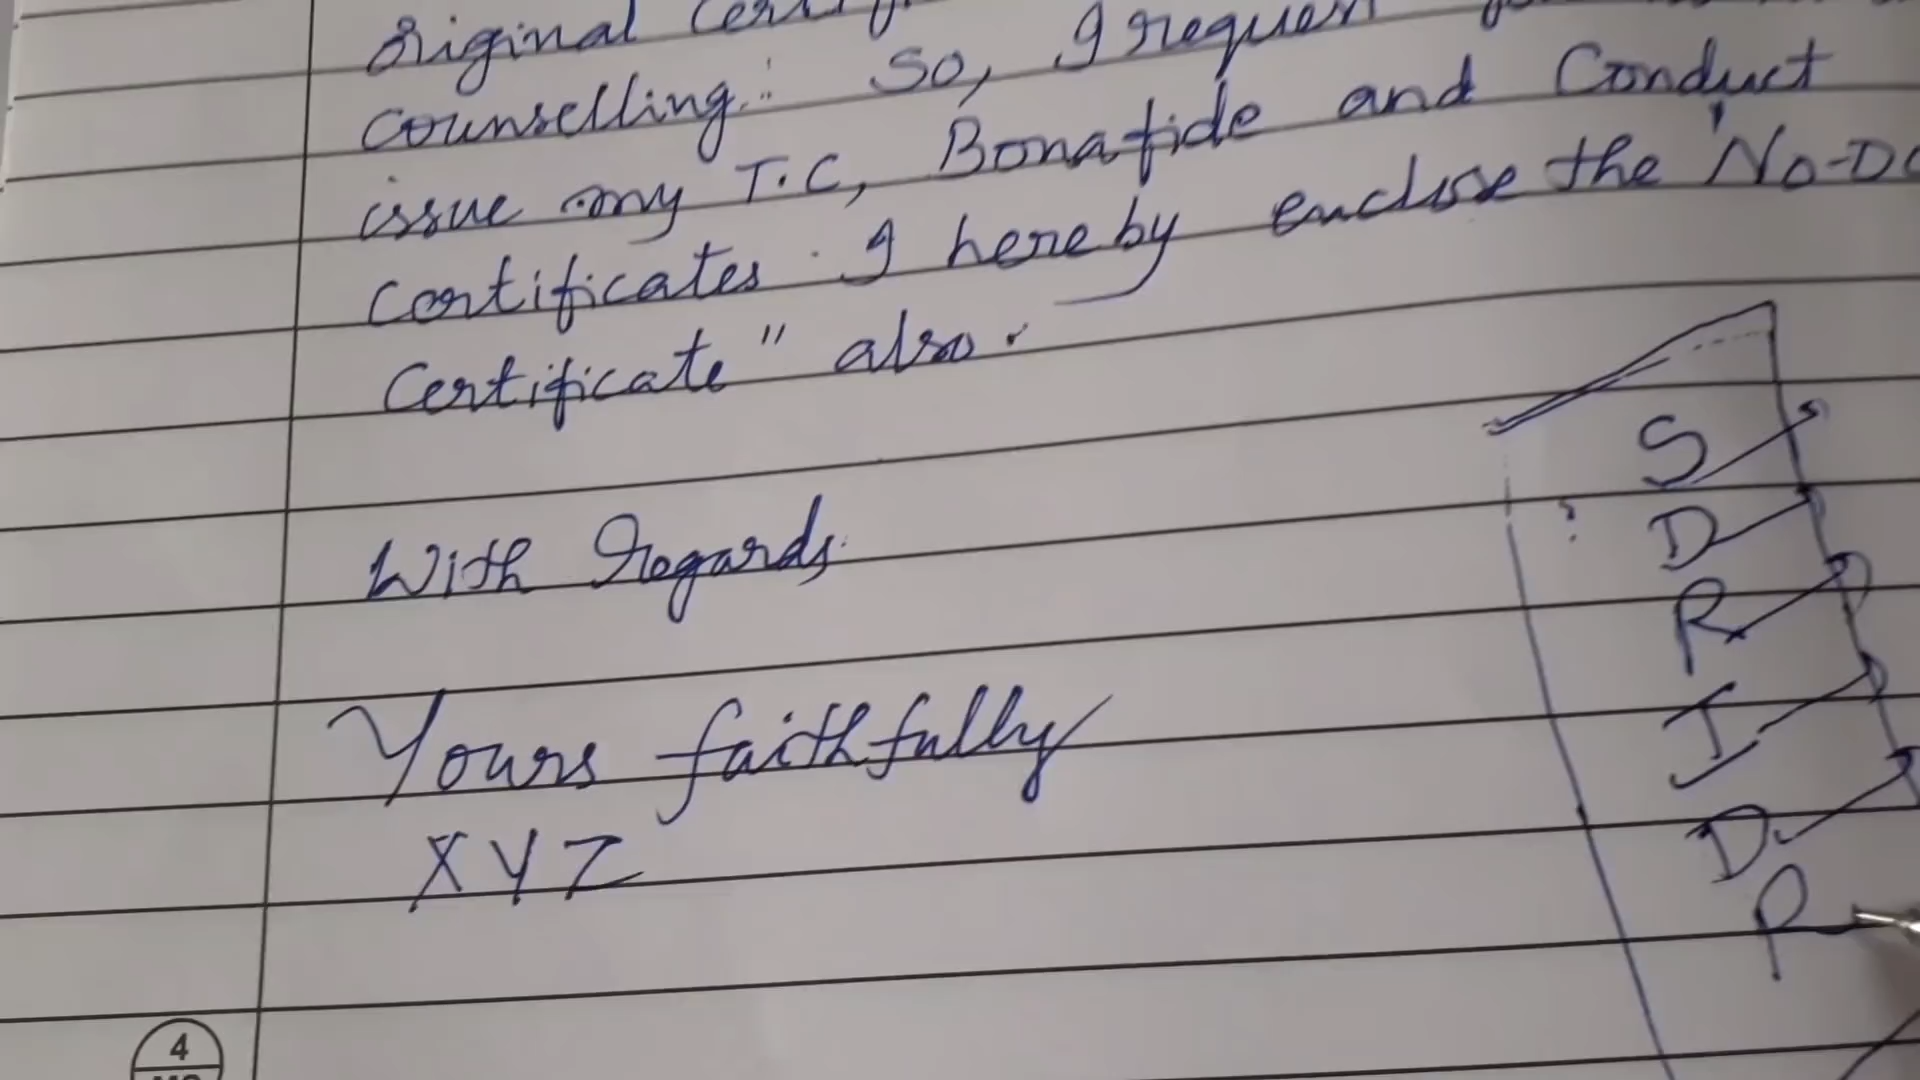 original
counselling. So, I request
issue my T.C, Bonafide and Conduct
certificates. I hereby enclose the "No-
Certificate" also.
With regards
Yours faithfully
XYZ
S
D
R
I
D
R
4